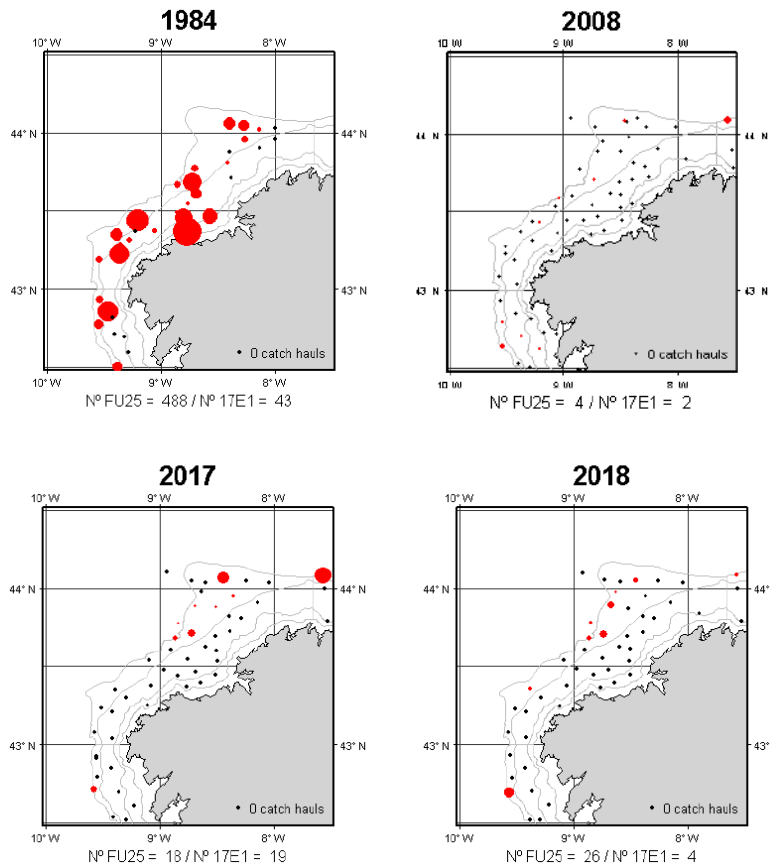 1984
10° W 9° W 8° W
44° N
43° N
0 catch hauls
10° W 9° W 8° W
Nº FU25 = 488 / Nº 17E1 = 43
2008
10 W 9 W 8 W
44 N 44 N
43 N 43 N
0 catch hauls
10 W 9 W 8 W
Nº FU25 = 4 / Nº 17E1 = 2
2017
10° W 9° W 8° W
44° N 44° N
43° N 43° N
0 catch hauls
10° W 9° W 8° W
Nº FU25 = 18 / Nº 17E1 = 19
2018
10° W 9° W 8° W
44° N 44° N
43° N 43° N
0 catch hauls
10° W 9° W 8° W
Nº FU25 = 26 / Nº 17E1 = 4